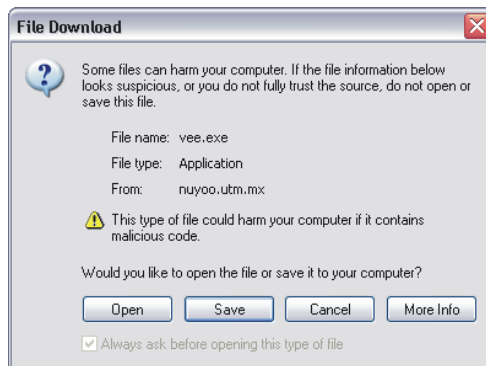 File Download
Some files can harm your computer. If the file information below
looks suspicious, or you do not fully trust the source, do not open or
save this file.
File name: vee.exe
File type: Application
From: nuyoo.utm.mx
This type of file could harm your computer if it contains
malicious code.
Would you like to open the file or save it to your computer?
Open Save Cancel More Info
Always ask before opening this type of file